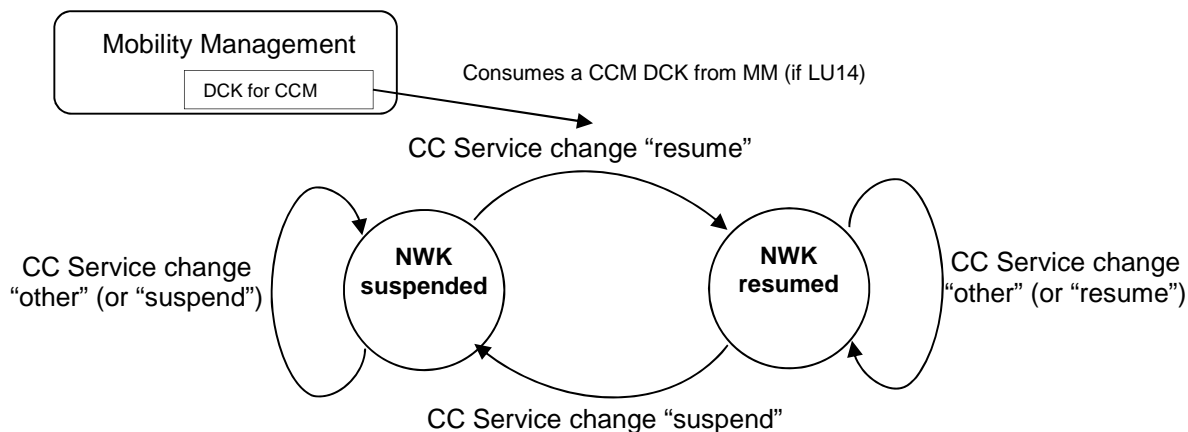 Mobility Management
DCK for CCM
Consumes a CCM DCK from MM (if LU14)
CC Service change “resume”
NWK
suspended
NWK
resumed
CC Service change
“other” (or “suspend”)
CC Service change
“other” (or “resume”)
CC Service change “suspend”